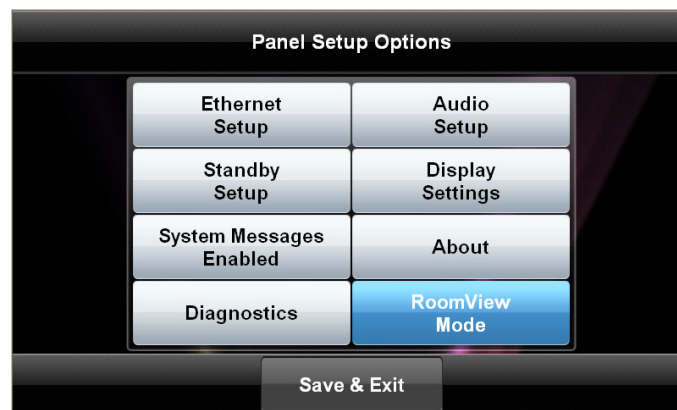 Panel Setup Options
Ethernet
Setup
Audio
Setup
Standby
Setup
Display
Settings
System Messages
Enabled
About
Diagnostics
RoomView
Mode
Save & Exit